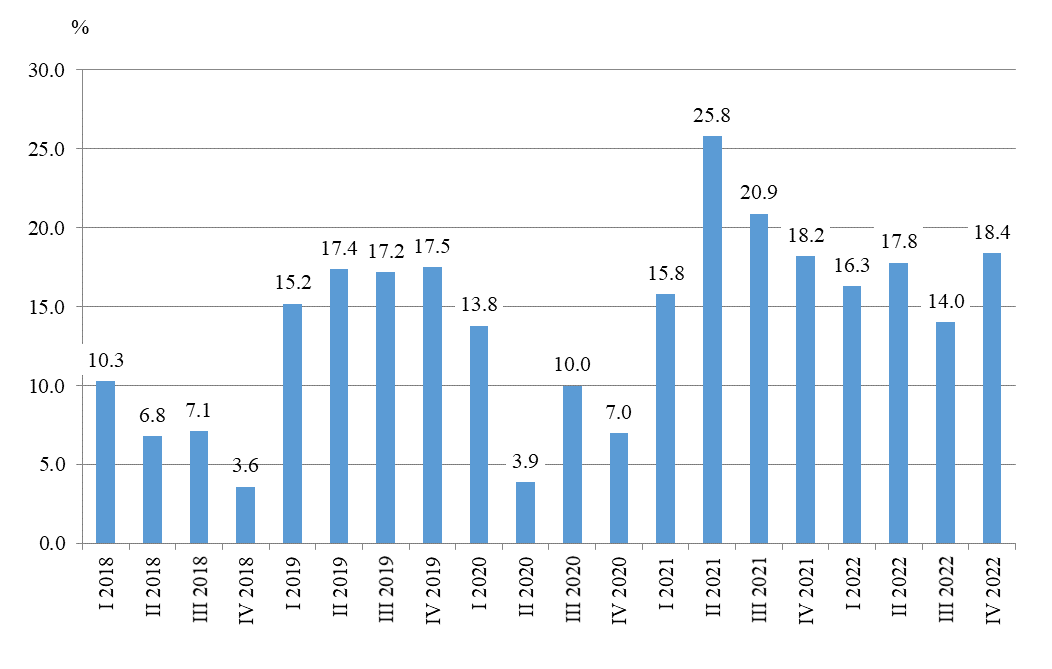 %
30.0
25.0
20.0
15.0
10.0
5.0
0.0
10.3
6.8
7.1
3.6
15.2
17.4
17.2
17.5
13.8
3.9
10.0
7.0
15.8
25.8
20.9
18.2
16.3
17.8
14.0
18.4
I 2018
II 2018
III 2018
IV 2018
I 2019
II 2019
III 2019
IV 2019
I 2020
II 2020
III 2020
IV 2020
I 2021
II 2021
III 2021
IV 2021
I 2022
II 2022
III 2022
IV 2022